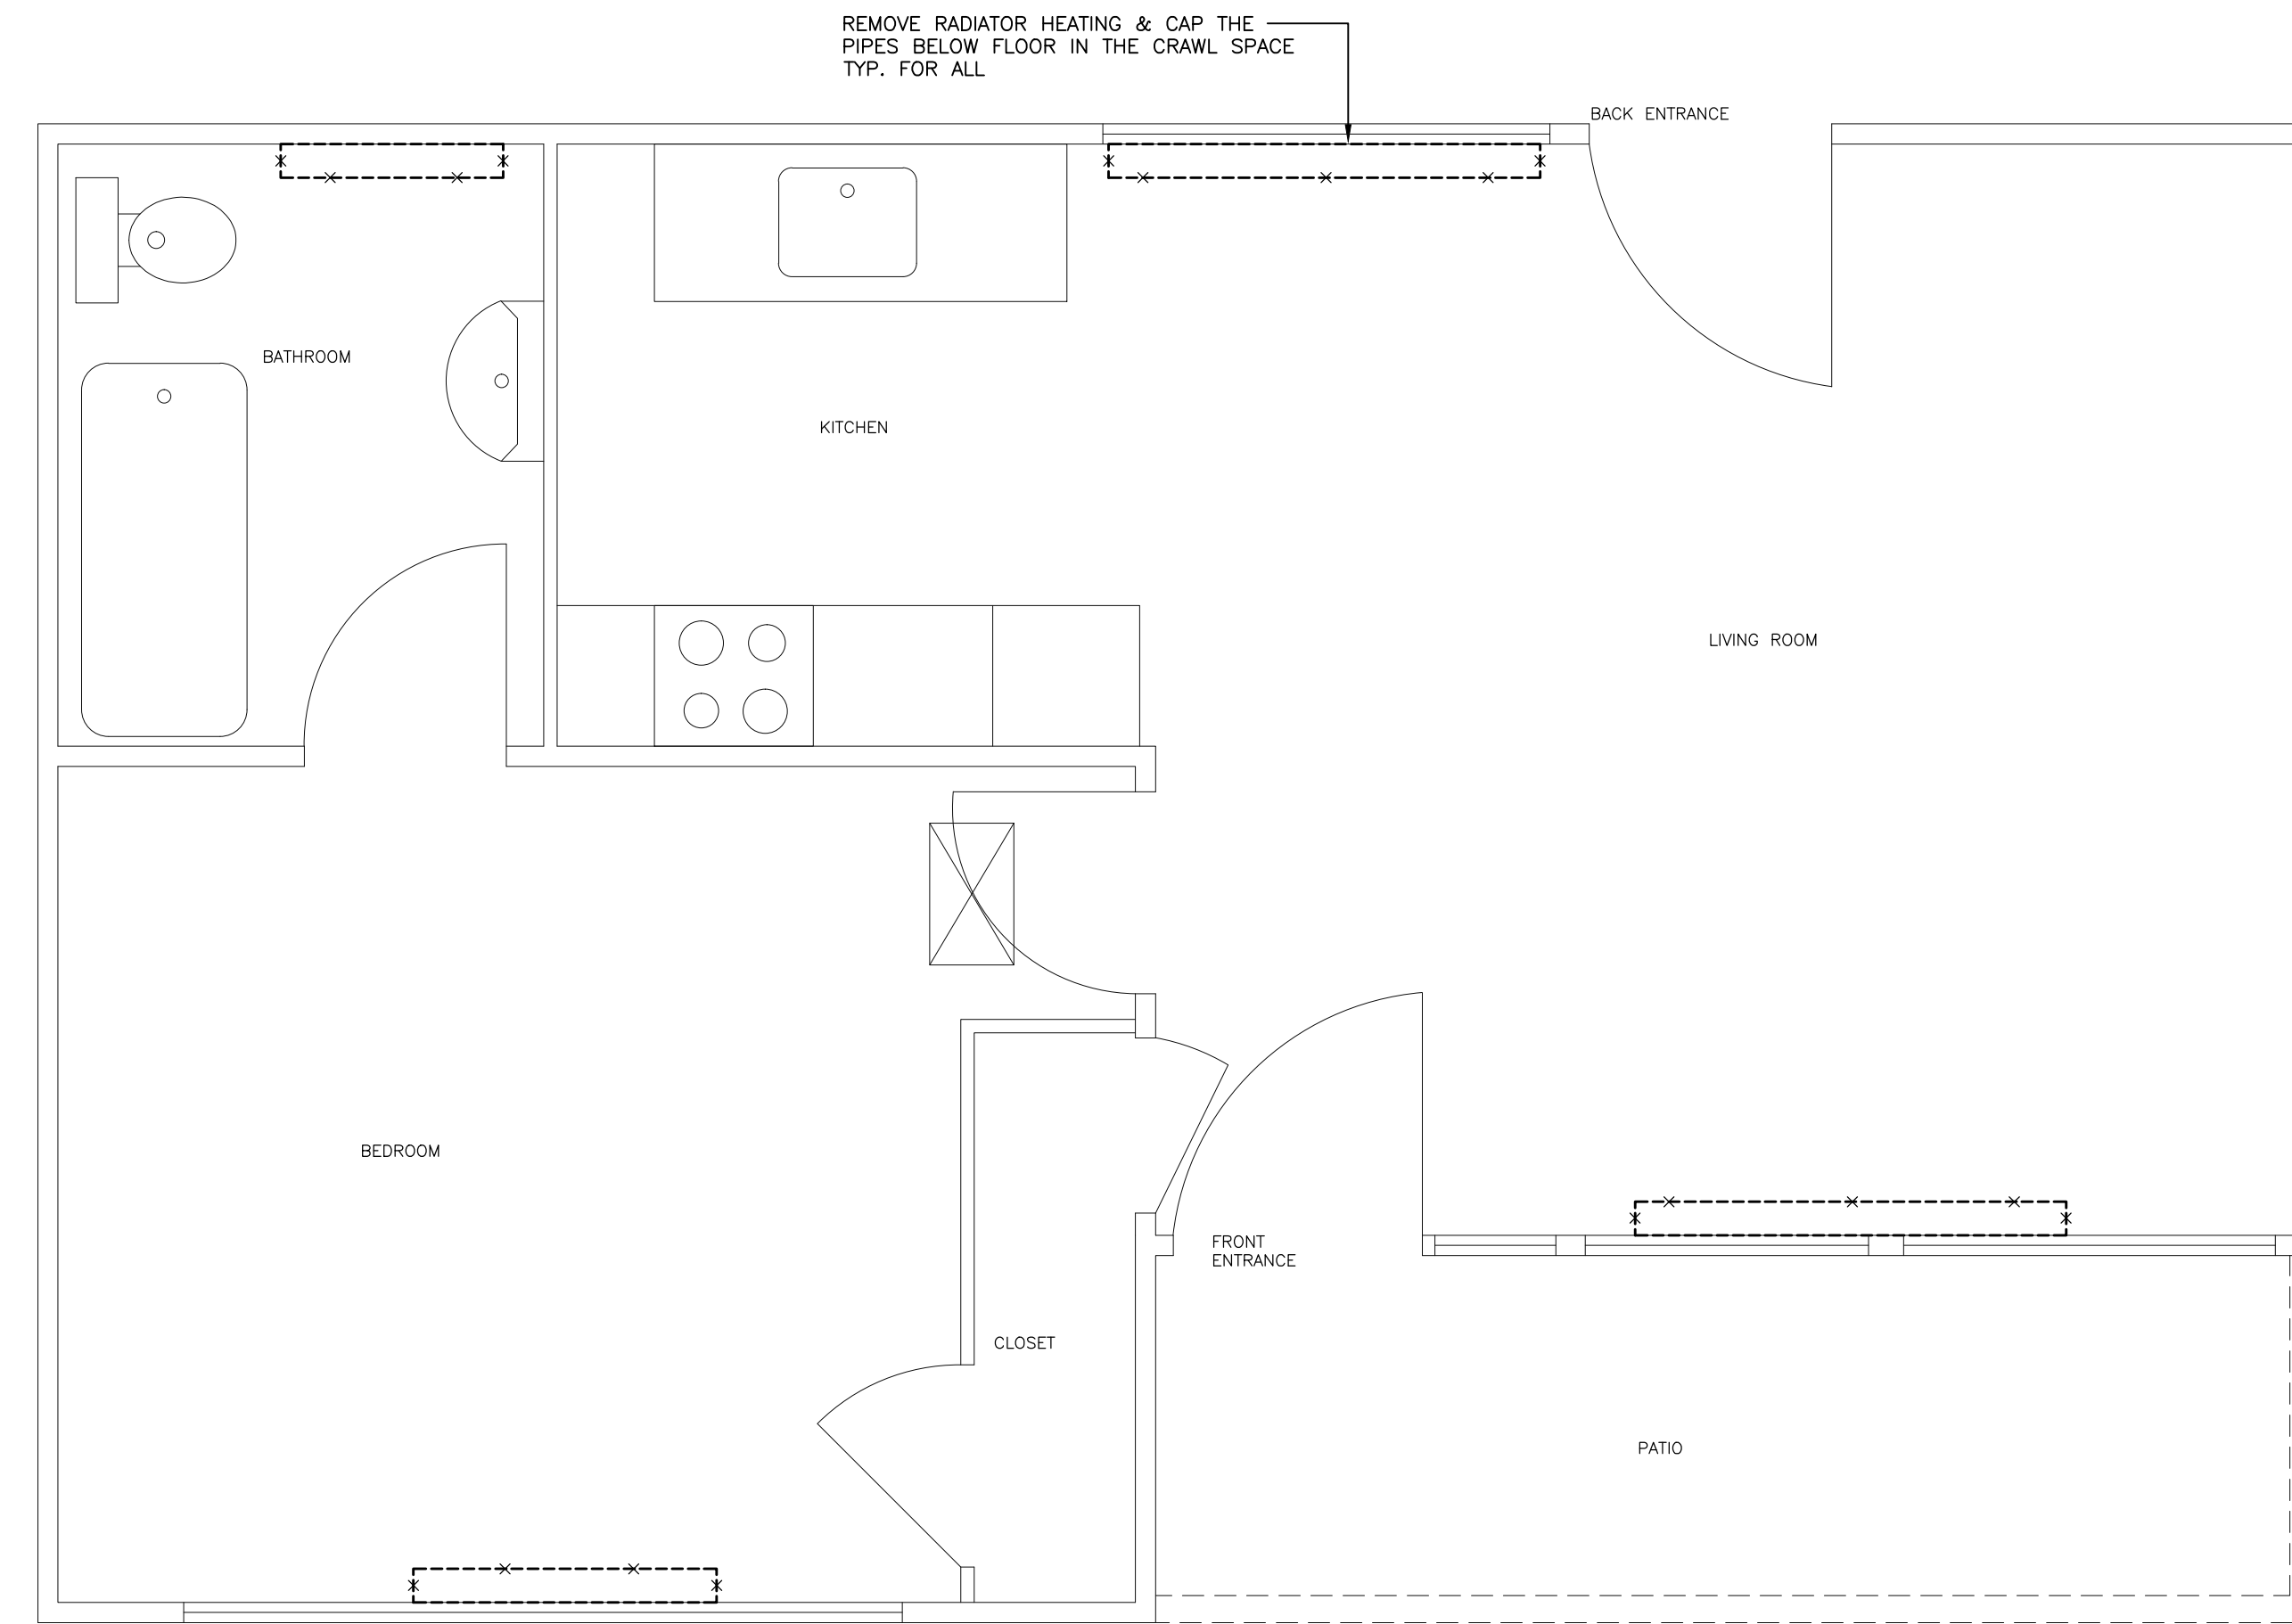 REMOVE RADIATOR HEATING & CAP THE
PIPES BELOW FLOOR IN THE CRAWL SPACE
TYP. FOR ALL
BACK ENTRANCE
BATHROOM
KITCHEN
LIVING ROOM
BEDROOM
FRONT
ENTRANCE
CLOSET
PATIO